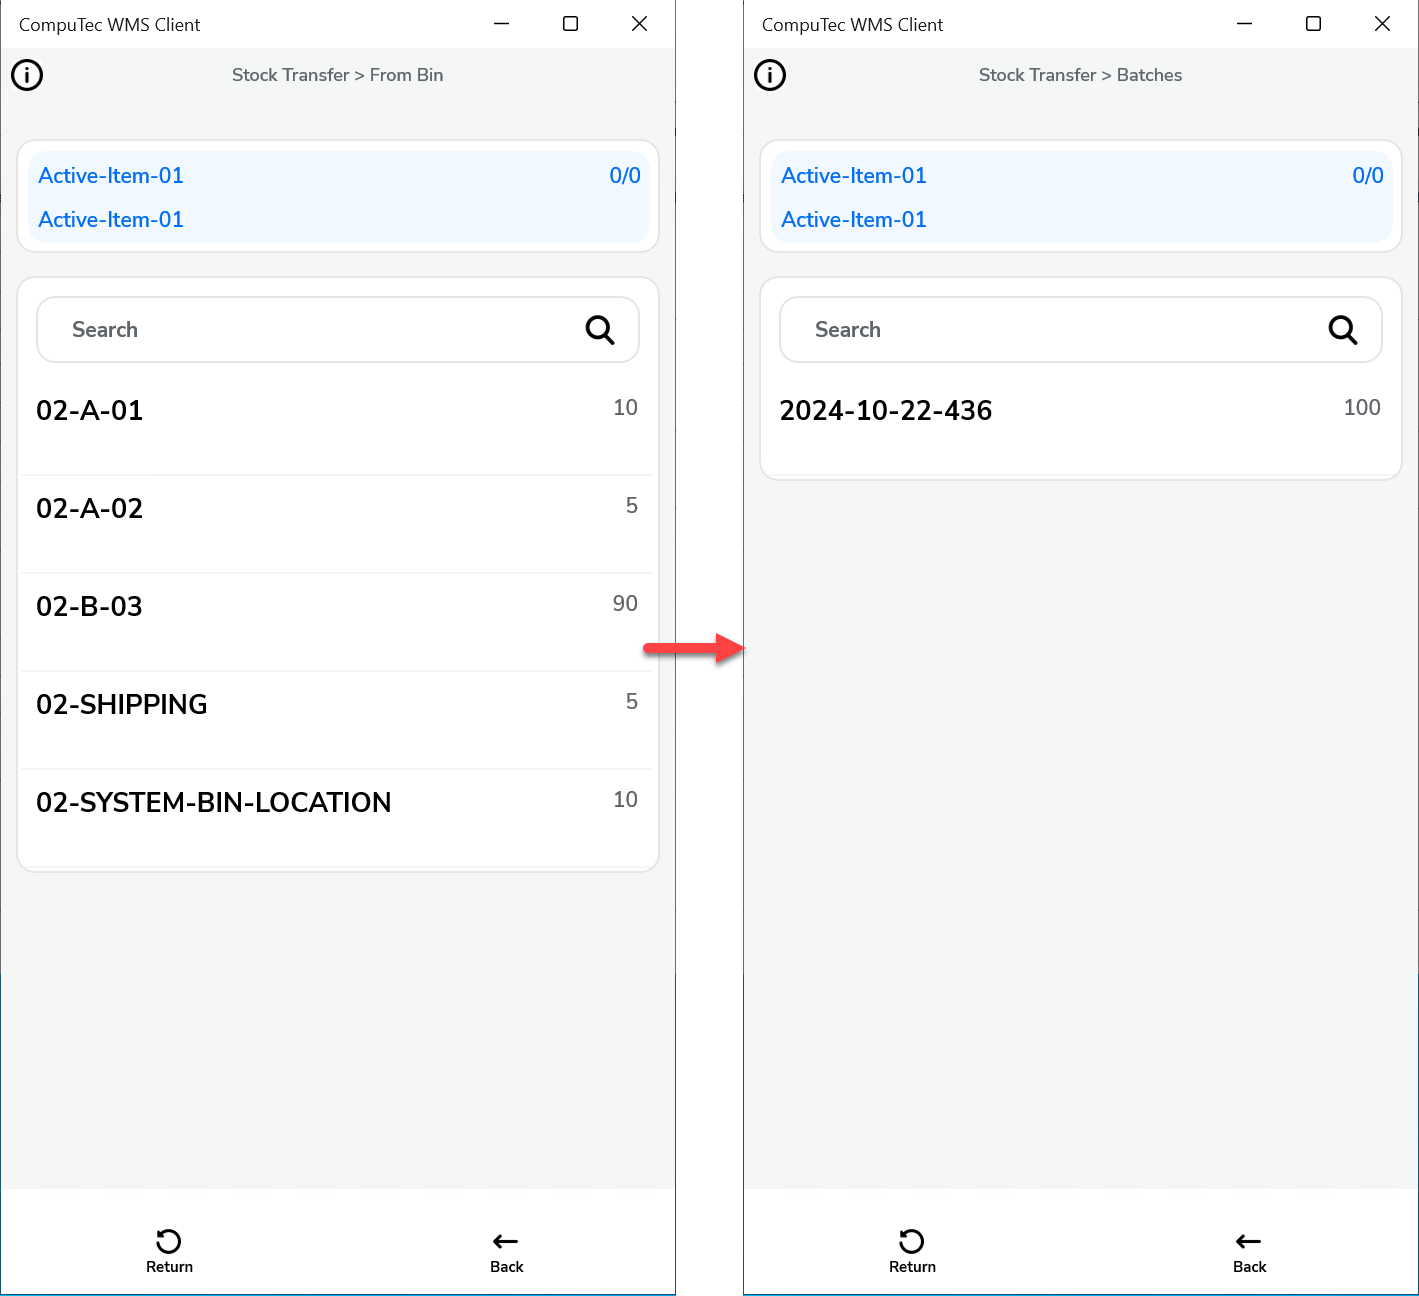 CompuTec WMS Client
Stock Transfer > From Bin
Active-Item-01 0/0
Active-Item-01
Search
02-A-01 10
02-A-02 5
02-B-03 90
02-SHIPPING 5
02-SYSTEM-BIN-LOCATION 10
Return Back
CompuTec WMS Client
Stock Transfer > Batches
Active-Item-01 0/0
Active-Item-01
Search
2024-10-22-436 100
Return Back